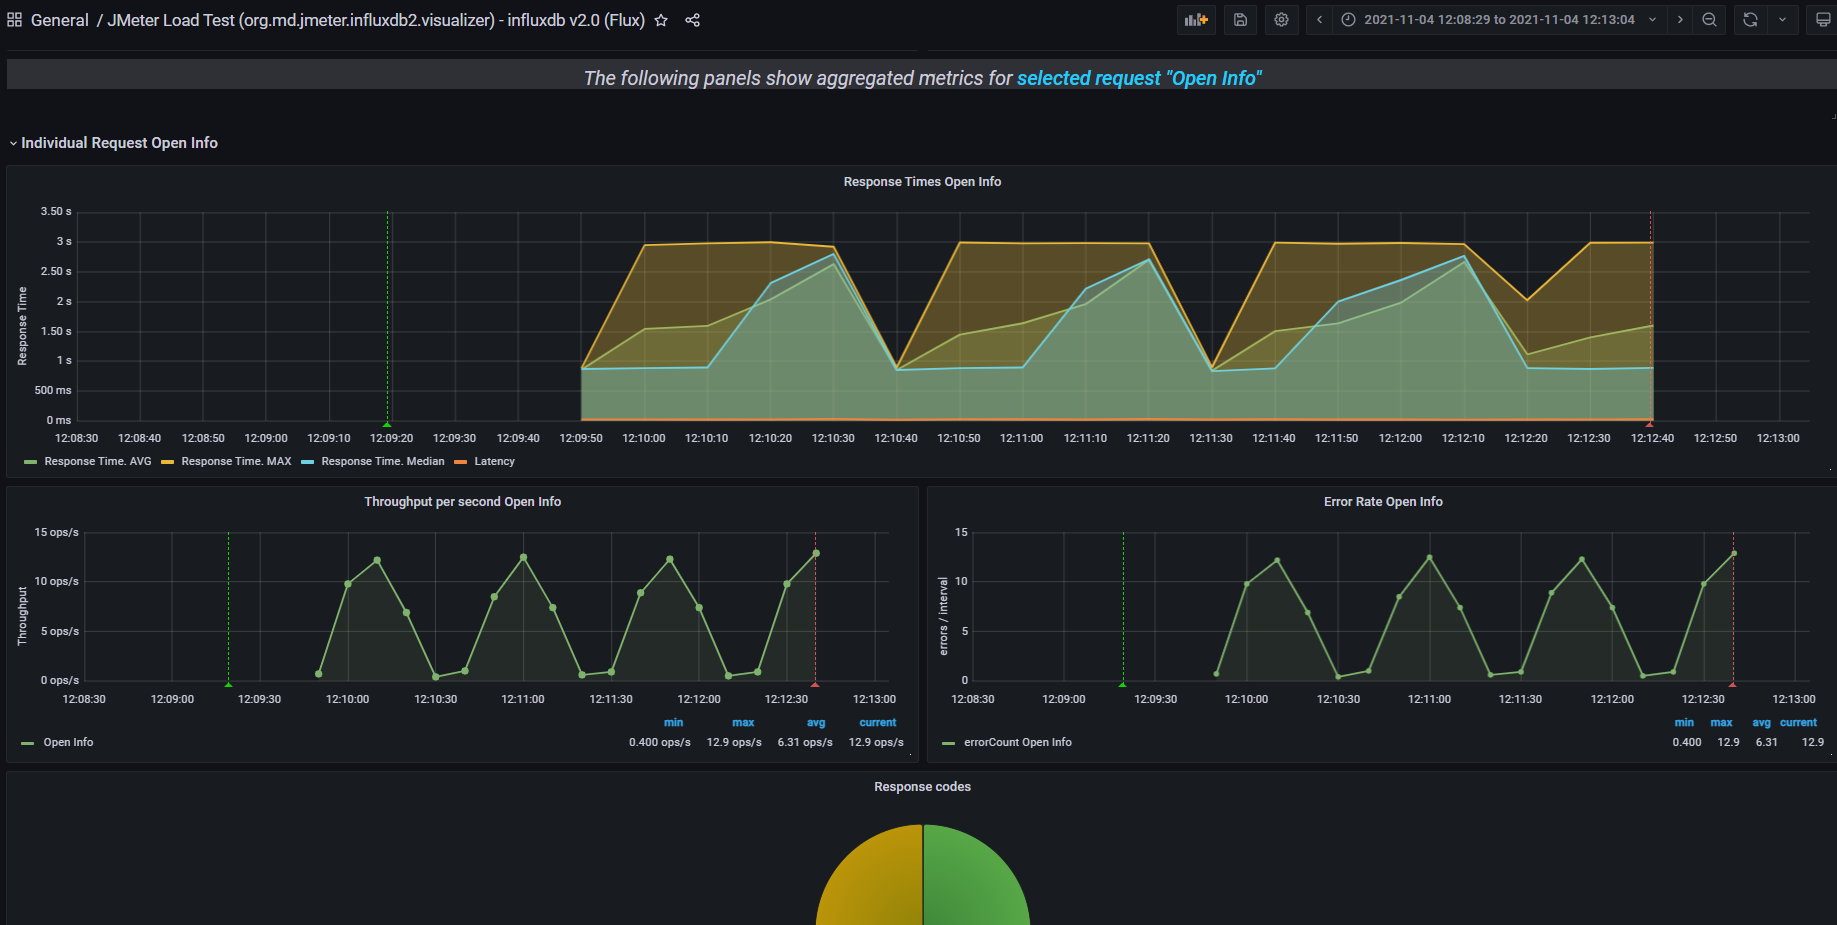 General / JMeter Load Test (org.md.jmeter.influxdb2.visualizer) - influxdb v2.0 (Flux)
2021-11-04 12:08:29 to 2021-11-04 12:13:04
The following panels show aggregated metrics for selected request "Open Info"
Individual Request Open Info
Response Times Open Info
Response Time
3.50 s
3 s
2.50 s
2 s
1.50 s
1 s
500 ms
0 ms
12:08:30 12:08:40 12:08:50 12:09:00 12:09:10 12:09:20 12:09:30 12:09:40 12:09:50 12:10:00 12:10:10 12:10:20 12:10:30 12:10:40 12:10:50 12:11:00 12:11:10 12:11:20 12:11:30 12:11:40 12:11:50 12:12:00 12:12:10 12:12:20 12:12:30 12:12:40 12:12:50 12:13:00
Response Time. AVG Response Time. MAX Response Time. Median Latency
Throughput per second Open Info
Throughput
15 ops/s
10 ops/s
5 ops/s
0 ops/s
12:08:30 12:09:00 12:09:30 12:10:00 12:10:30 12:11:00 12:11:30 12:12:00 12:12:30 12:13:00
min max avg current
Open Info 0.400 ops/s 12.9 ops/s 6.31 ops/s 12.9 ops/s
Error Rate Open Info
errors / interval
15
10
5
0
12:08:30 12:09:00 12:09:30 12:10:00 12:10:30 12:11:00 12:11:30 12:12:00 12:12:30 12:13:00
min max avg current
errorCount Open Info 0.400 12.9 6.31 12.9
Response codes